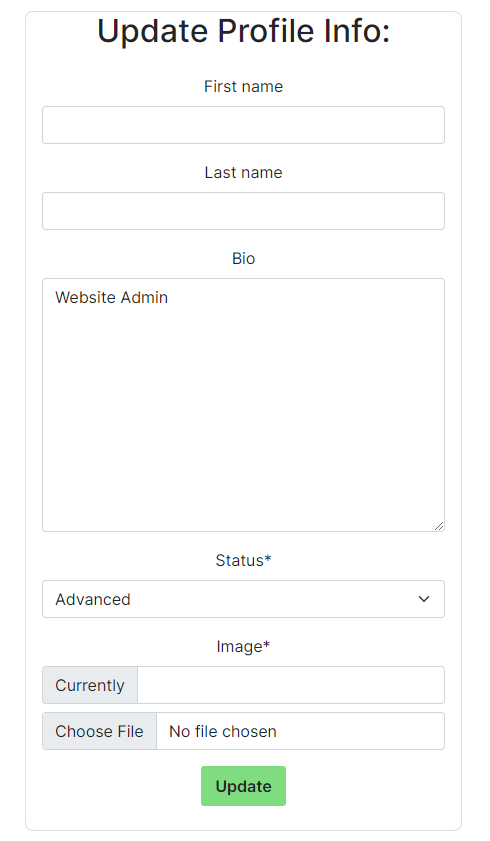 Update Profile Info:
First name
Last name
Bio
Website Admin
Status*
Advanced
Image*
Currently
Choose File No file chosen
Update